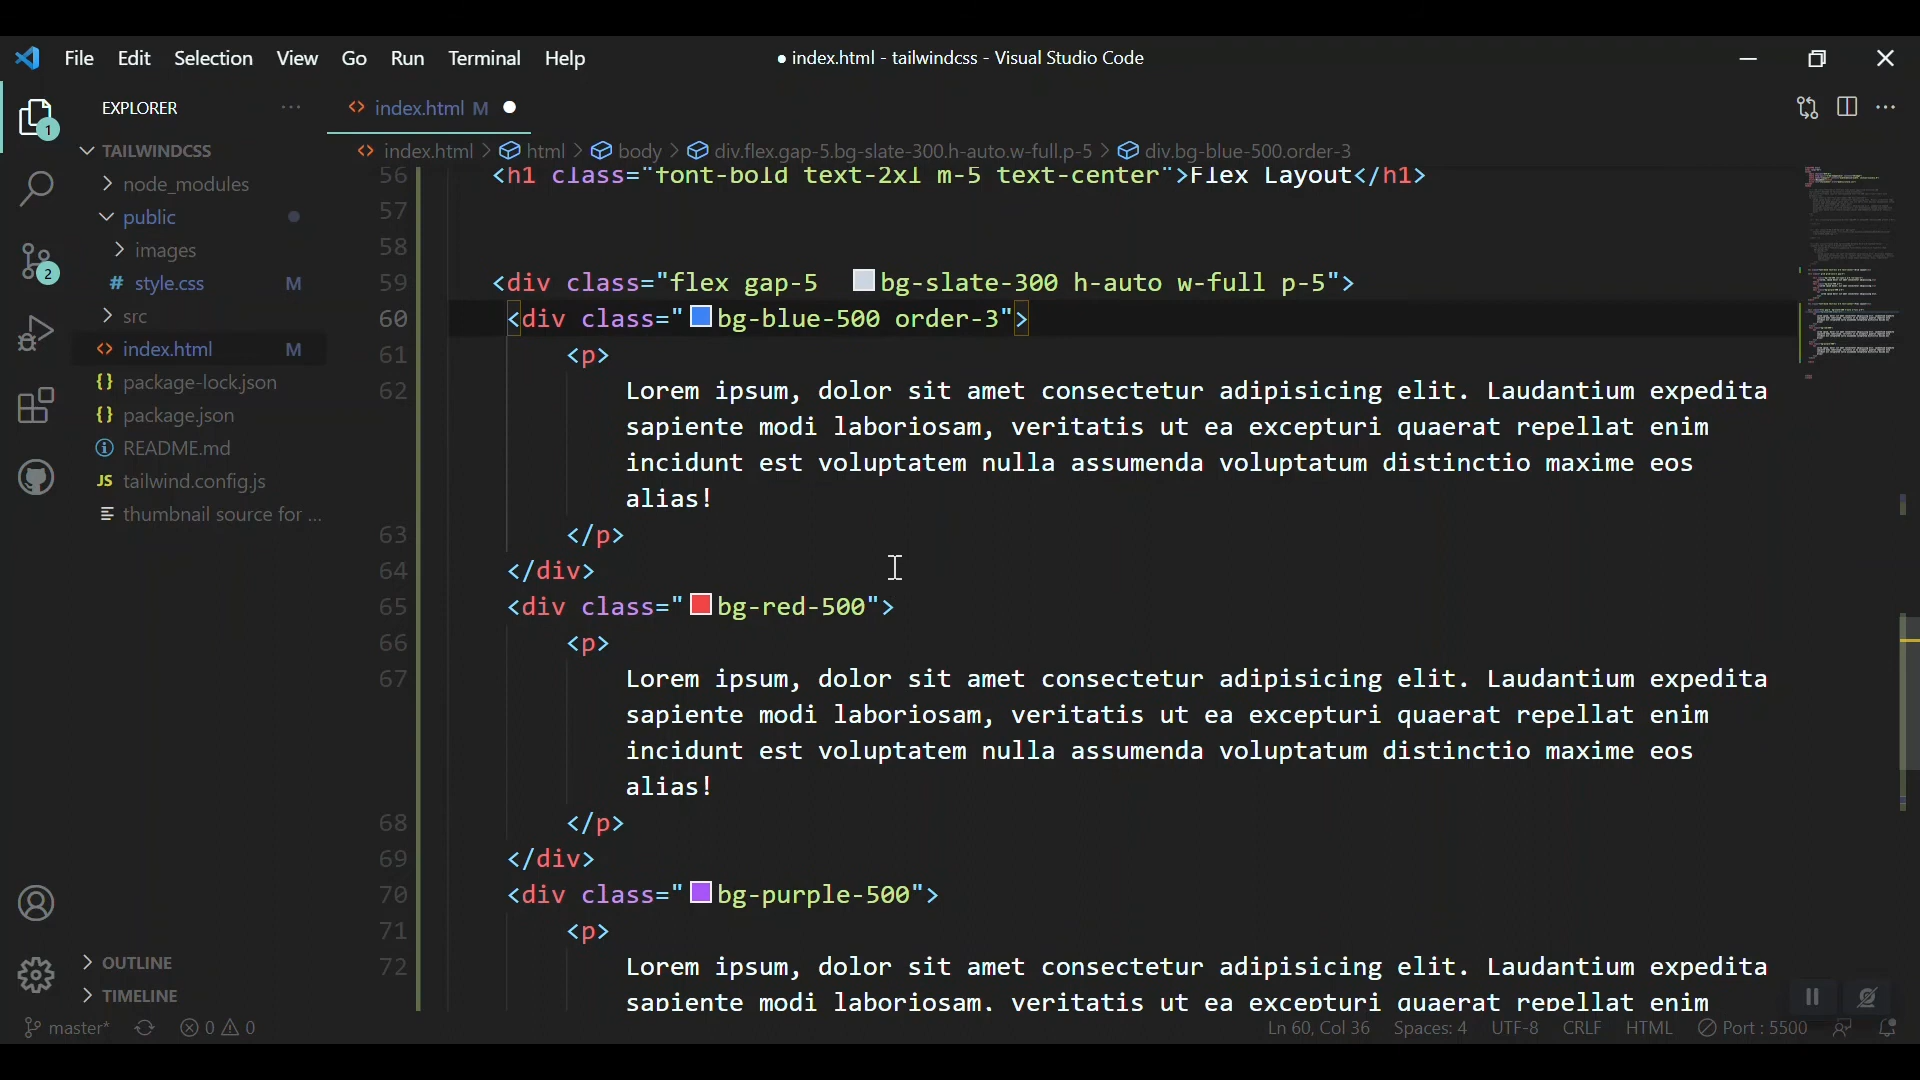 File Edit Selection View Go Run Terminal Help
● index.html - tailwindcss - Visual Studio Code
EXPLORER ···
<> index.html M ●
TAILWINDCSS
<> index.html > html > body > div.flex.gap-5.bg-slate-300.h-auto.w-full.p-5 > div.bg-blue-500.order-3
1
node_modules
public
images
# style.css M
2
src
<> index.html M
{} package-lock.json
{} package.json
README.md
JS tailwind.config.js
thumbnail source for ...
OUTLINE
TIMELINE
56 <h1 class="font-bold text-2xl m-5 text-center">Flex Layout</h1>
57
58
59 <div class="flex gap-5 bg-slate-300 h-auto w-full p-5">
60 <div class="bg-blue-500 order-3">
61 <p>
62 Lorem ipsum, dolor sit amet consectetur adipisicing elit. Laudantium expedita
sapiente modi laboriosam, veritatis ut ea excepturi quaerat repellat enim
incidunt est voluptatem nulla assumenda voluptatum distinctio maxime eos
alias!
63 </p>
64 </div>
65 <div class="bg-red-500">
66 <p>
67 Lorem ipsum, dolor sit amet consectetur adipisicing elit. Laudantium expedita
sapiente modi laboriosam, veritatis ut ea excepturi quaerat repellat enim
incidunt est voluptatem nulla assumenda voluptatum distinctio maxime eos
alias!
68 </p>
69 </div>
70 <div class="bg-purple-500">
71 <p>
72 Lorem ipsum, dolor sit amet consectetur adipisicing elit. Laudantium expedita
sapiente modi laboriosam, veritatis ut ea excepturi quaerat repellat enim
master* 0 0
Ln 60, Col 36 Spaces: 4 UTF-8 CRLF HTML Port : 5500